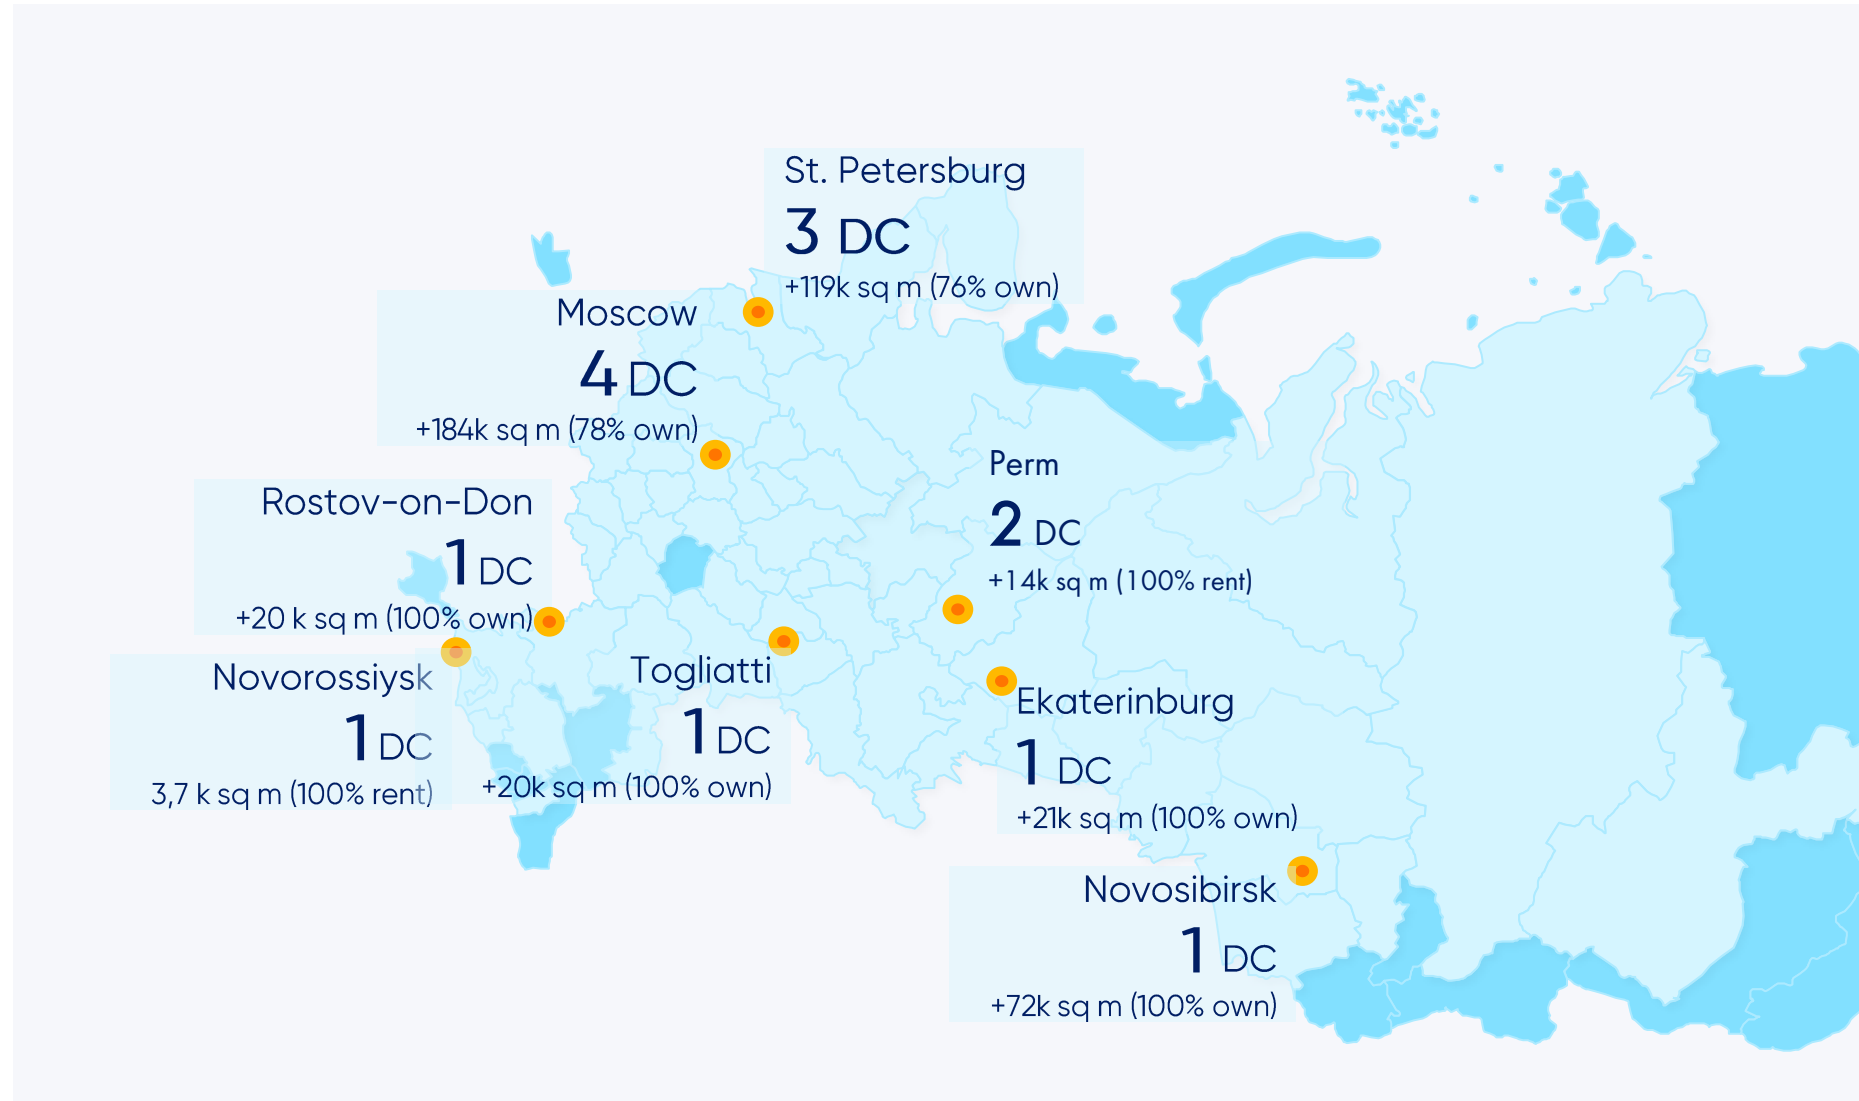 St. Petersburg
3 DC
+119k sq m (76% own)
Moscow
4 DC
+184k sq m (78% own)
Perm
2 DC
+14k sq m (100% rent)
Rostov-on-Don
1 DC
+20 k sq m (100% own)
Novorossiysk
1 DC
3,7 k sq m (100% rent)
Togliatti
1 DC
+20k sq m (100% own)
Ekaterinburg
1 DC
+21k sq m (100% own)
Novosibirsk
1 DC
+72k sq m (100% own)